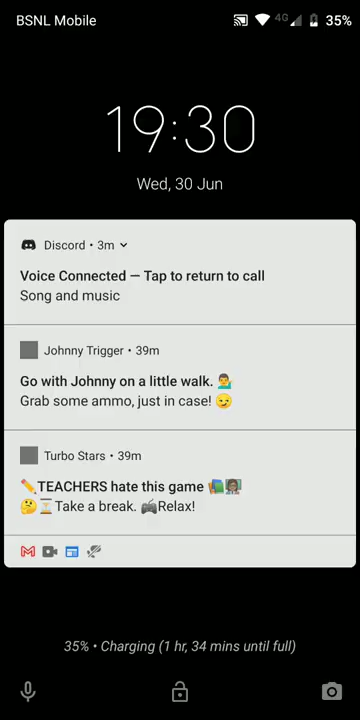 BSNL Mobile 4G 35%
19:30
Wed, 30 Jun
Discord • 3m
Voice Connected — Tap to return to call
Song and music
Johnny Trigger • 39m
Go with Johnny on a little walk. 🤷‍♂️
Grab some ammo, just in case! 😏
Turbo Stars • 39m
✏️TEACHERS hate this game 📚👩🏽‍🏫
🤔⏳Take a break. 🎮Relax!
35% • Charging (1 hr, 34 mins until full)